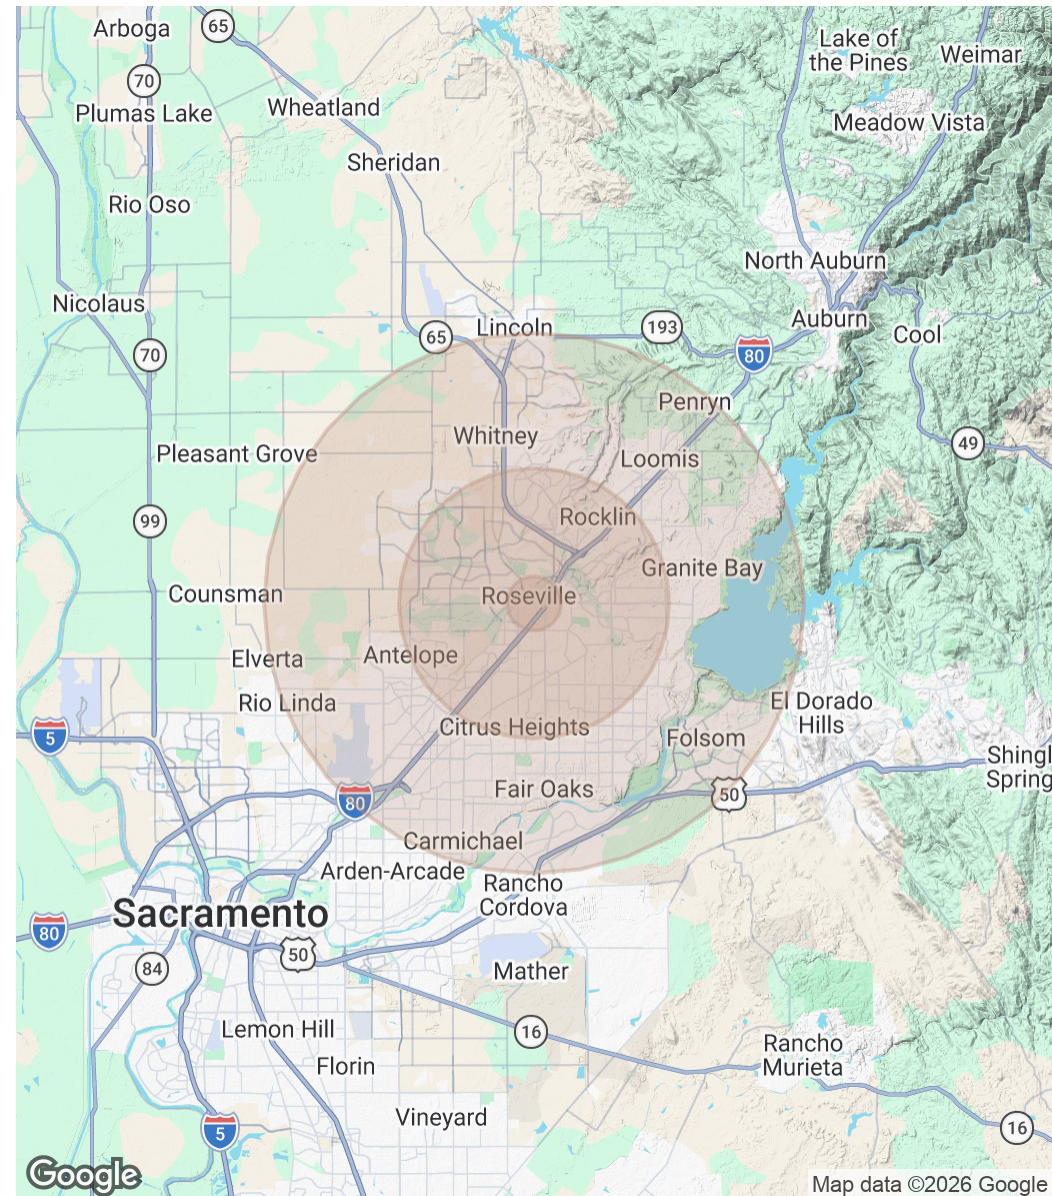 Arboga
65
Lake of
the Pines
Weimar
70
Plumas Lake
Wheatland
Meadow Vista
Sheridan
Rio Oso
North Auburn
Nicolaus
Auburn
Lincoln
193
Cool
65
70
80
Penryn
Whitney
49
Pleasant Grove
Loomis
99
Rocklin
Granite Bay
Counsman
Roseville
Elverta
Antelope
Rio Linda
El Dorado
Hills
Citrus Heights
Folsom
5
Shingl
Spring
Fair Oaks
50
80
Carmichael
Arden-Arcade
Rancho
Cordova
Sacramento
80
50
84
Mather
Lemon Hill
16
Rancho
Murieta
Florin
Vineyard
16
5
Google
Map data ©2026 Google